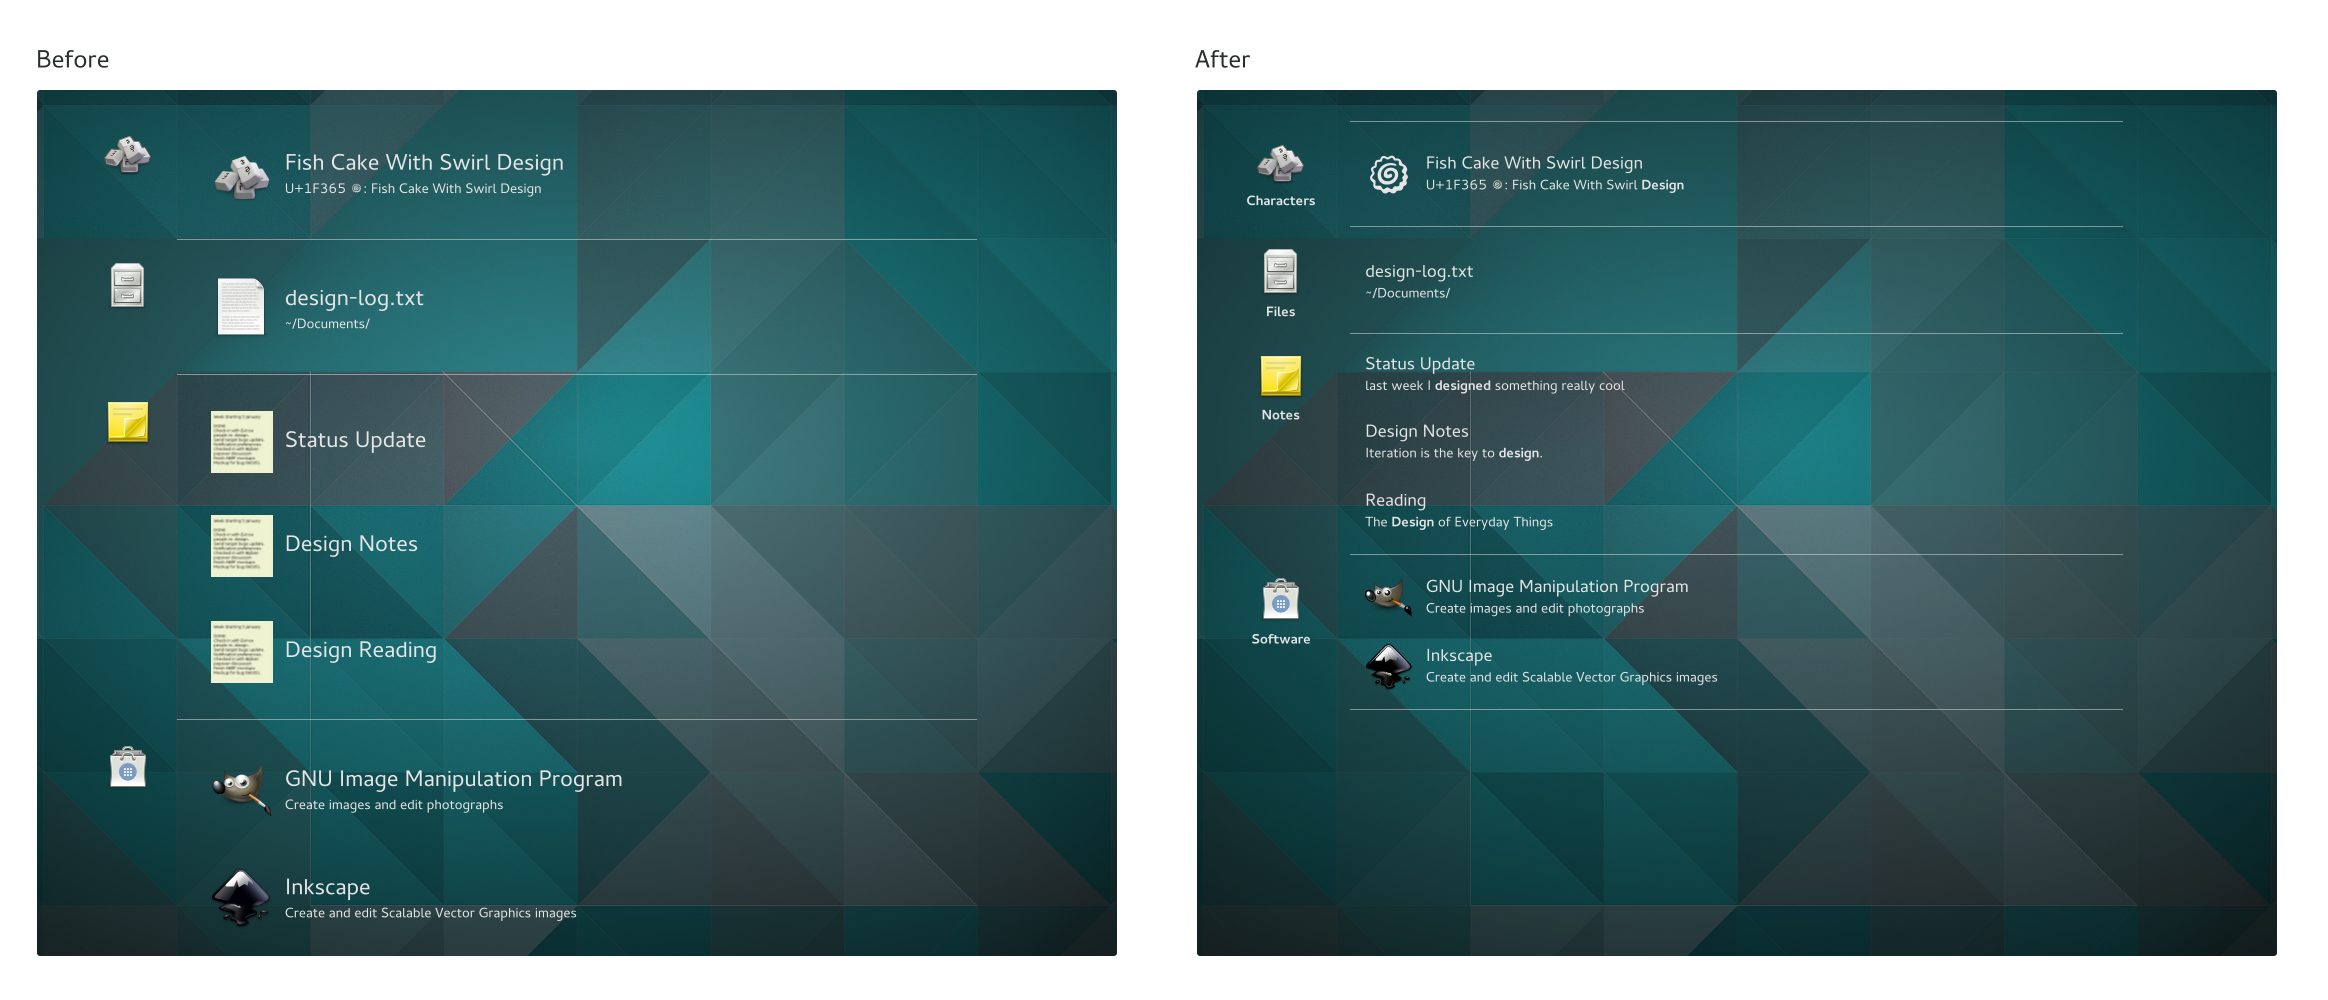 Before
Fish Cake With Swirl Design
U+1F365 🍥: Fish Cake With Swirl Design
design-log.txt
~/Documents/
Status Update
Design Notes
Design Reading
GNU Image Manipulation Program
Create images and edit photographs
Inkscape
Create and edit Scalable Vector Graphics images
After
Characters
Fish Cake With Swirl Design
U+1F365 🍥: Fish Cake With Swirl Design
Files
design-log.txt
~/Documents/
Notes
Status Update
last week I designed something really cool
Design Notes
Iteration is the key to design.
Reading
The Design of Everyday Things
Software
GNU Image Manipulation Program
Create images and edit photographs
Inkscape
Create and edit Scalable Vector Graphics images